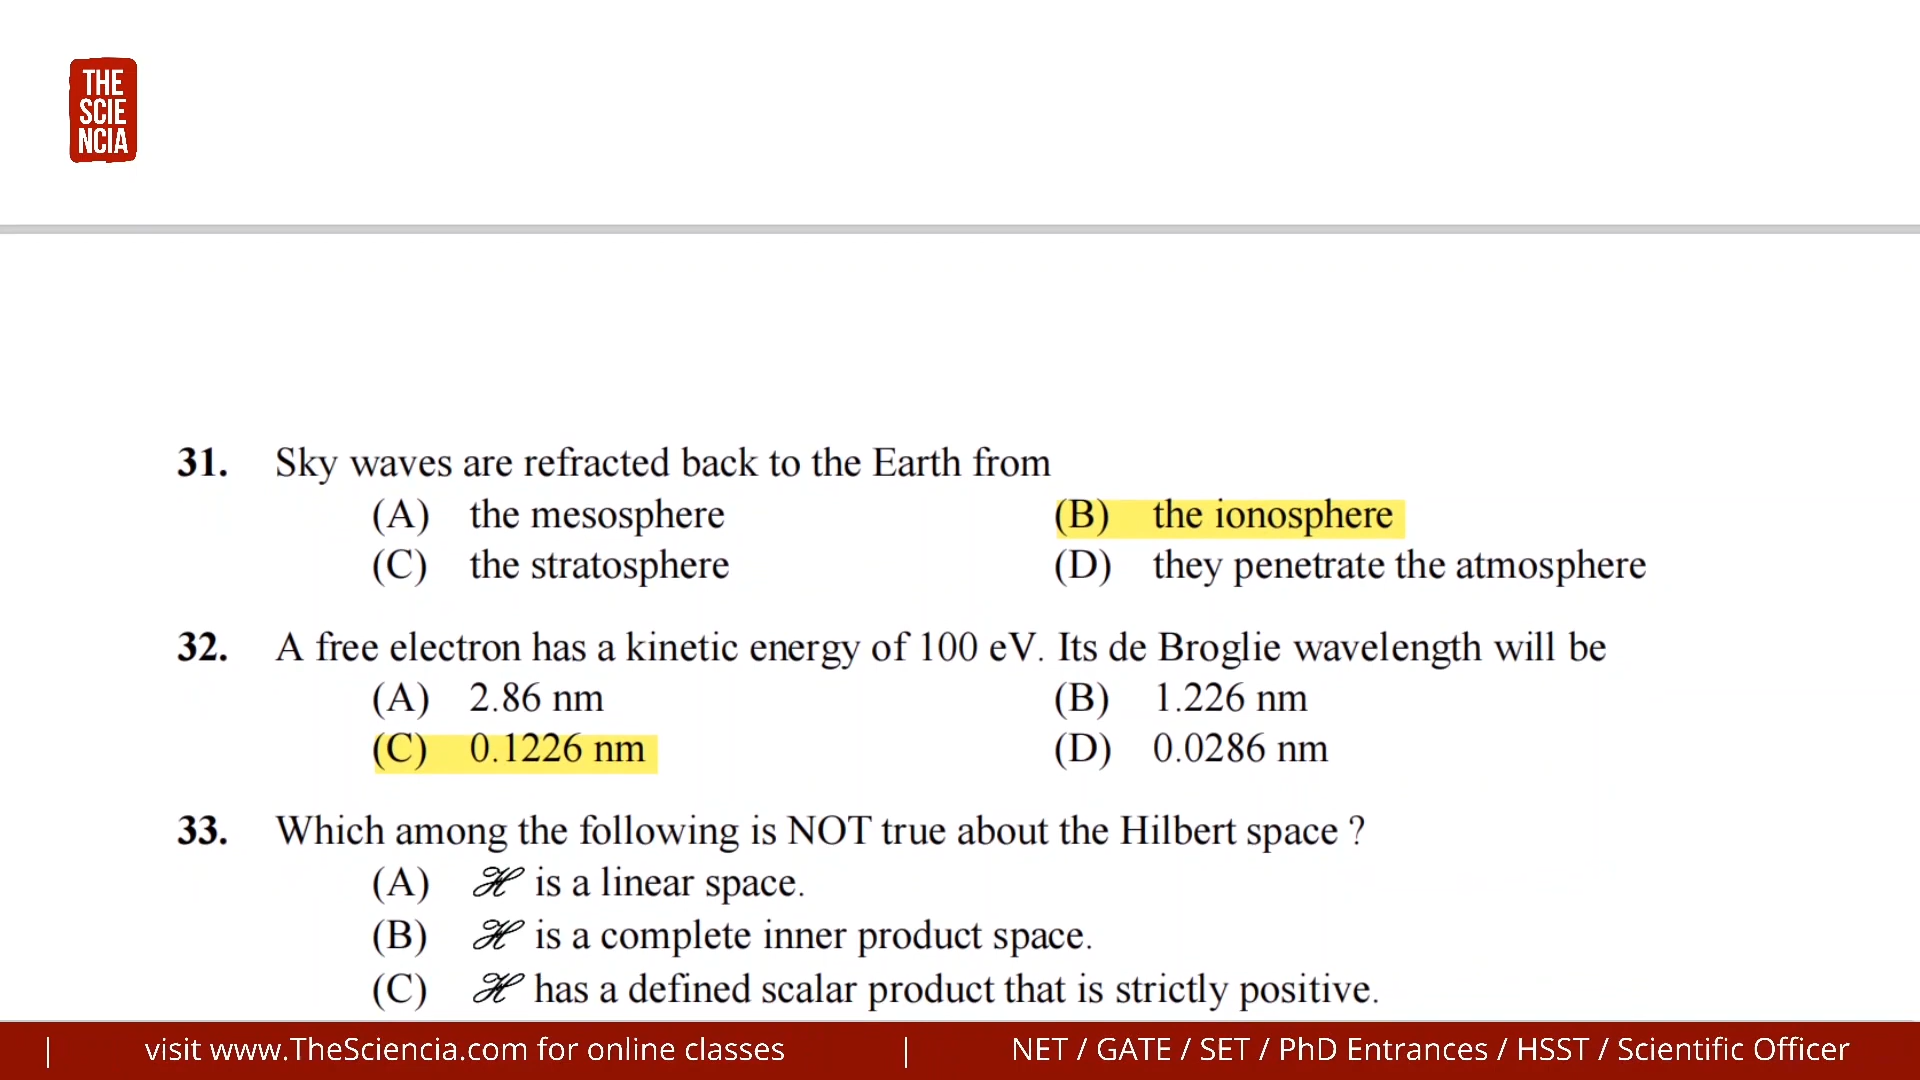 THE
SCIE
NCIA
31. Sky waves are refracted back to the Earth from
(A) the mesosphere (B) the ionosphere
(C) the stratosphere (D) they penetrate the atmosphere
32. A free electron has a kinetic energy of 100 eV. Its de Broglie wavelength will be
(A) 2.86 nm (B) 1.226 nm
(C) 0.1226 nm (D) 0.0286 nm
33. Which among the following is NOT true about the Hilbert space ?
(A) ℋ is a linear space.
(B) ℋ is a complete inner product space.
(C) ℋ has a defined scalar product that is strictly positive.
| visit www.TheSciencia.com for online classes | NET / GATE / SET / PhD Entrances / HSST / Scientific Officer